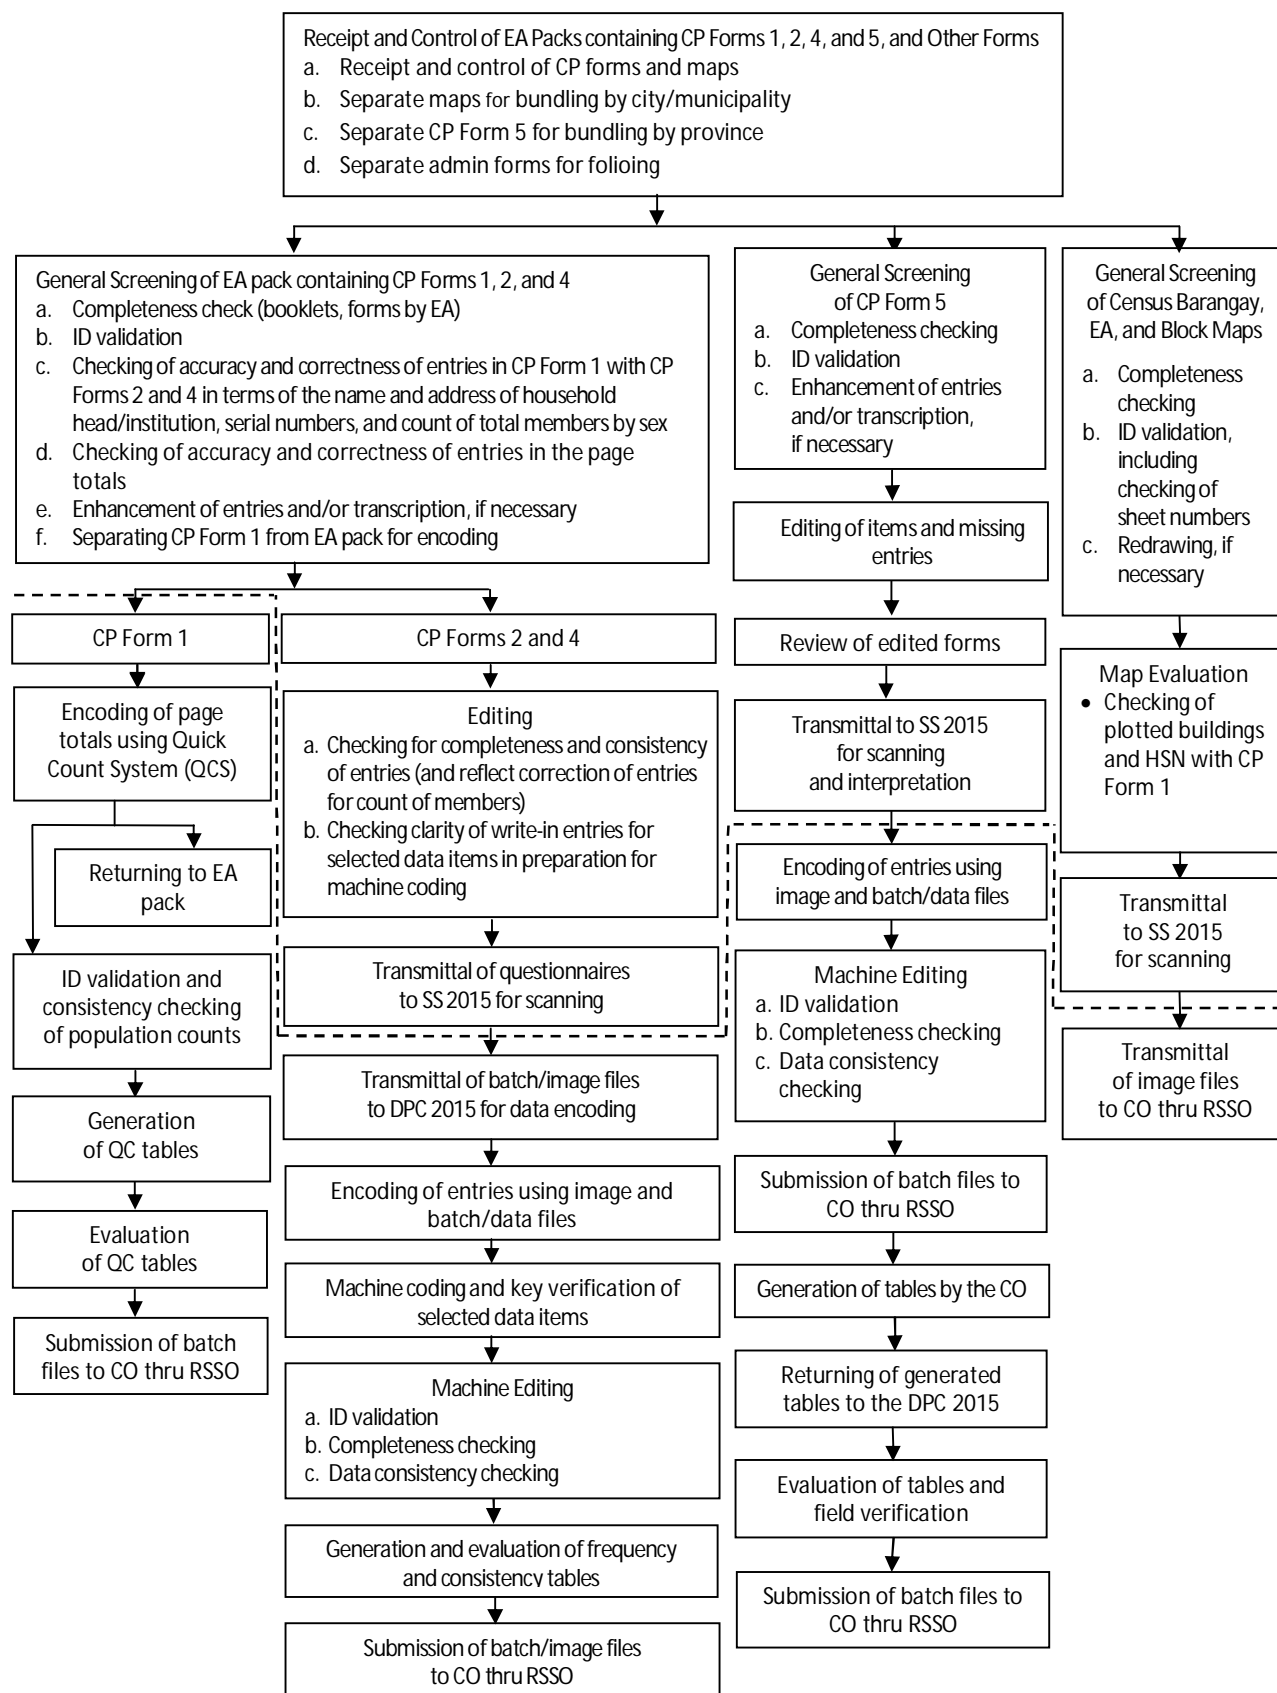 Receipt and Control of EA Packs containing CP Forms 1, 2, 4, and 5, and Other Forms
a. Receipt and control of CP forms and maps
b. Separate maps for bundling by city/municipality
c. Separate CP Form 5 for bundling by province
d. Separate admin forms for folioing
General Screening of EA pack containing CP Forms 1, 2, and 4
a. Completeness check (booklets, forms by EA)
b. ID validation
c. Checking of accuracy and correctness of entries in CP Form 1 with CP
Forms 2 and 4 in terms of the name and address of household
head/institution, serial numbers, and count of total members by sex
d. Checking of accuracy and correctness of entries in the page
totals
e. Enhancement of entries and/or transcription, if necessary
f. Separating CP Form 1 from EA pack for encoding
CP Form 1
Encoding of page
totals using Quick
Count System (QCS)
Returning to EA
pack
ID validation and
consistency checking
of population counts
Generation
of QC tables
Evaluation
of QC tables
Submission of batch
files to CO thru RSSO
CP Forms 2 and 4
Editing
a. Checking for completeness and consistency
of entries (and reflect correction of entries
for count of members)
b. Checking clarity of write-in entries for
selected data items in preparation for
machine coding
Transmittal of questionnaires
to SS 2015 for scanning
Transmittal of batch/image files
to DPC 2015 for data encoding
Encoding of entries using image and
batch/data files
Machine coding and key verification of
selected data items
Machine Editing
a. ID validation
b. Completeness checking
c. Data consistency checking
Generation and evaluation of frequency
and consistency tables
Submission of batch/image files
to CO thru RSSO
General Screening
of CP Form 5
a. Completeness checking
b. ID validation
c. Enhancement of entries
and/or transcription,
if necessary
Editing of items and missing
entries
Review of edited forms
Transmittal to SS 2015
for scanning
and interpretation
Encoding of entries using
image and batch/data files
Machine Editing
a. ID validation
b. Completeness checking
c. Data consistency
checking
Submission of batch files to
CO thru RSSO
Generation of tables by the CO
Returning of generated
tables to the DPC 2015
Evaluation of tables and
field verification
Submission of batch files to
CO thru RSSO
General Screening
of Census Barangay,
EA, and Block Maps
a. Completeness
checking
b. ID validation,
including
checking of
sheet numbers
c. Redrawing, if
necessary
Map Evaluation
• Checking of
plotted buildings
and HSN with CP
Form 1
Transmittal
to SS 2015
for scanning
Transmittal
of image files
to CO thru RSSO